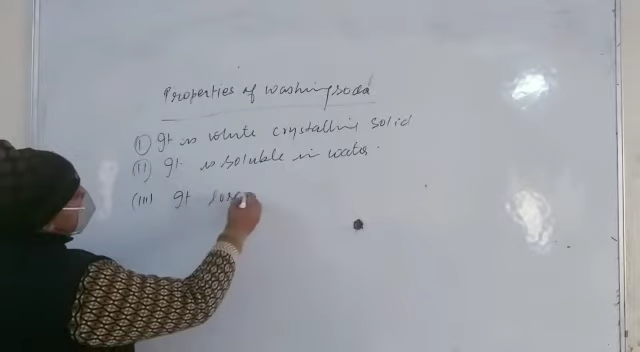 Properties of washing soda
(i) It is white crystalline solid
(ii) It is soluble in water.
(iii) It